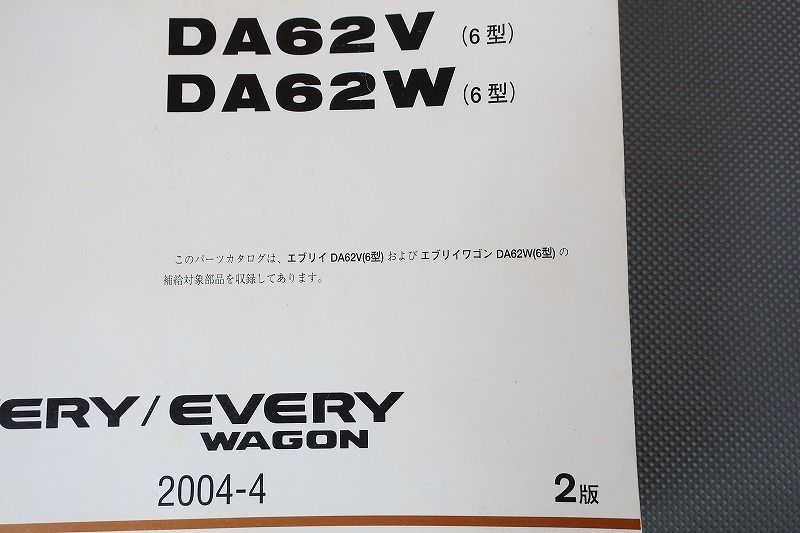 DA62V (6型)
DA62W (6型)
このパーツカタログは、エブリイ DA62V(6型) および エブリイワゴン DA62W(6型) の
補給対象部品を収録してあります。
VERY / EVERY
WAGON
2004-4 2版